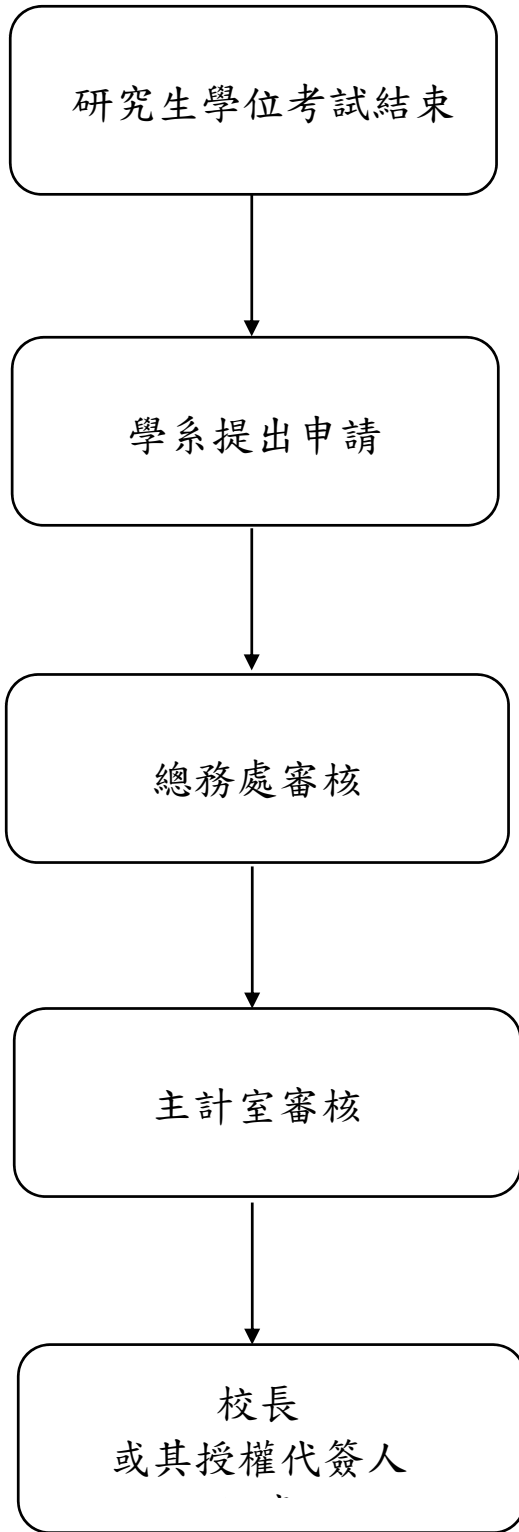 研究生學位考試結束
學系提出申請
總務處審核
主計室審核
校長
或其授權代簽人